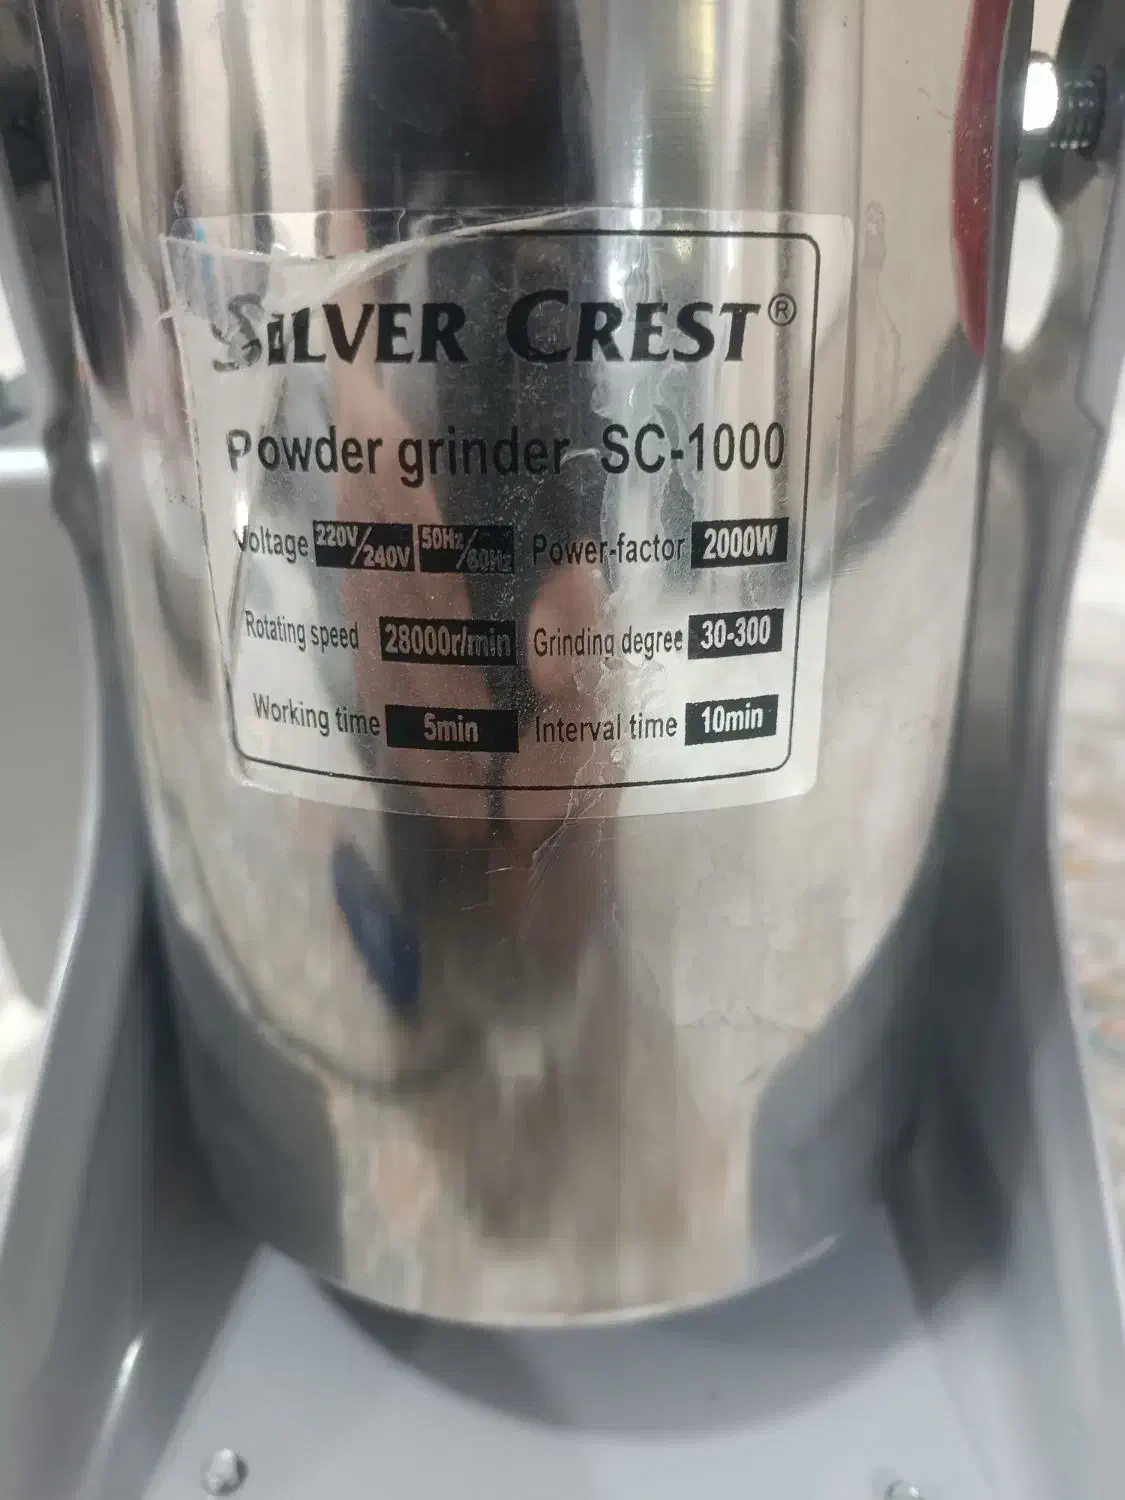 SILVER CREST®
Powder grinder SC-1000
Voltage 220V/240V 50Hz/60Hz Power-factor 2000W
Rotating speed 28000r/min Grinding degree 30-300
Working time 5min Interval time 10min